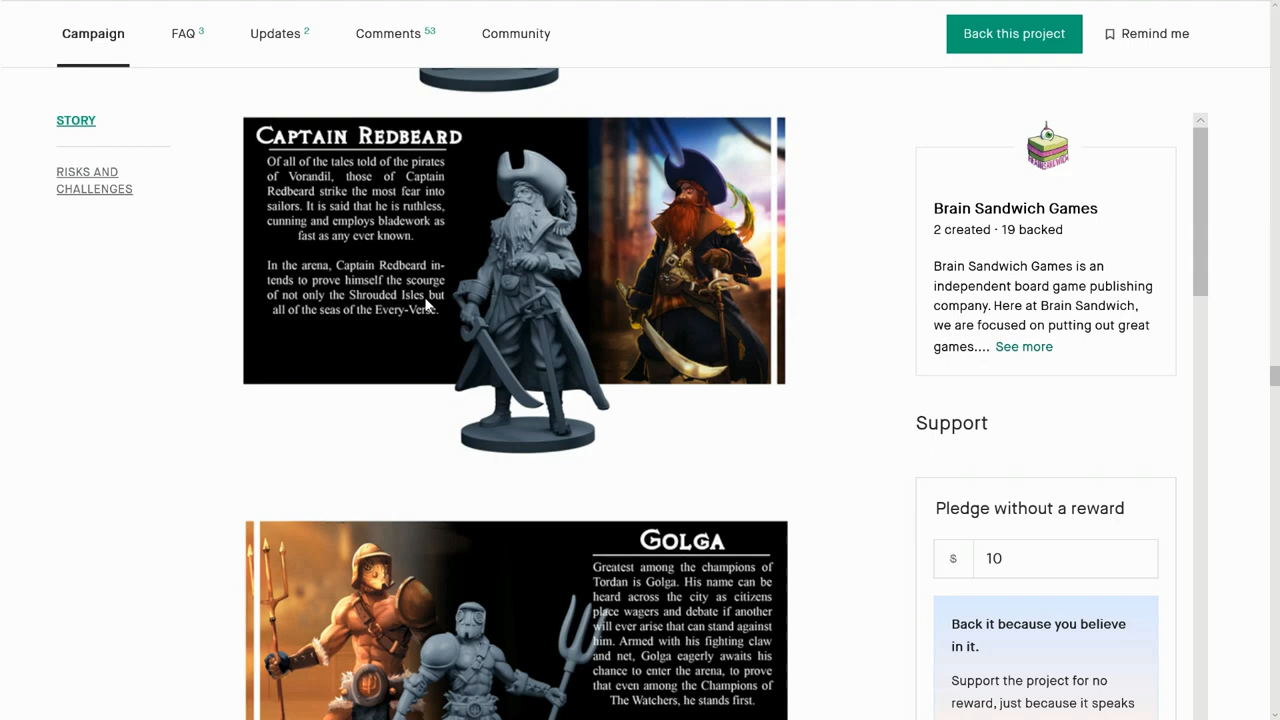 Campaign
FAQ 3
Updates 2
Comments 53
Community
Back this project
Remind me
STORY
RISKS AND
CHALLENGES
CAPTAIN REDBEARD
Of all of the tales told of the pirates
of Vorandil, those of Captain
Redbeard strike the most fear into
sailors. It is said that he is ruthless,
cunning and employs bladework as
fast as any ever known.
In the arena, Captain Redbeard in-
tends to prove himself the scourge
of not only the Shrouded Isles but
all of the seas of the Every-Verse.
GOLGA
Greatest among the champions of
Tordan is Golga. His name can be
heard across the city as citizens
place wagers and debate if another
will ever arise that can stand against
him. Armed with his fighting claw
and net, Golga eagerly awaits his
chance to enter the arena, to prove
that even among the Champions of
The Watchers, he stands first.
Brain Sandwich Games
2 created · 19 backed
Brain Sandwich Games is an
independent board game publishing
company. Here at Brain Sandwich,
we are focused on putting out great
games.... See more
Support
Pledge without a reward
$ 10
Back it because you believe
in it.
Support the project for no
reward, just because it speaks